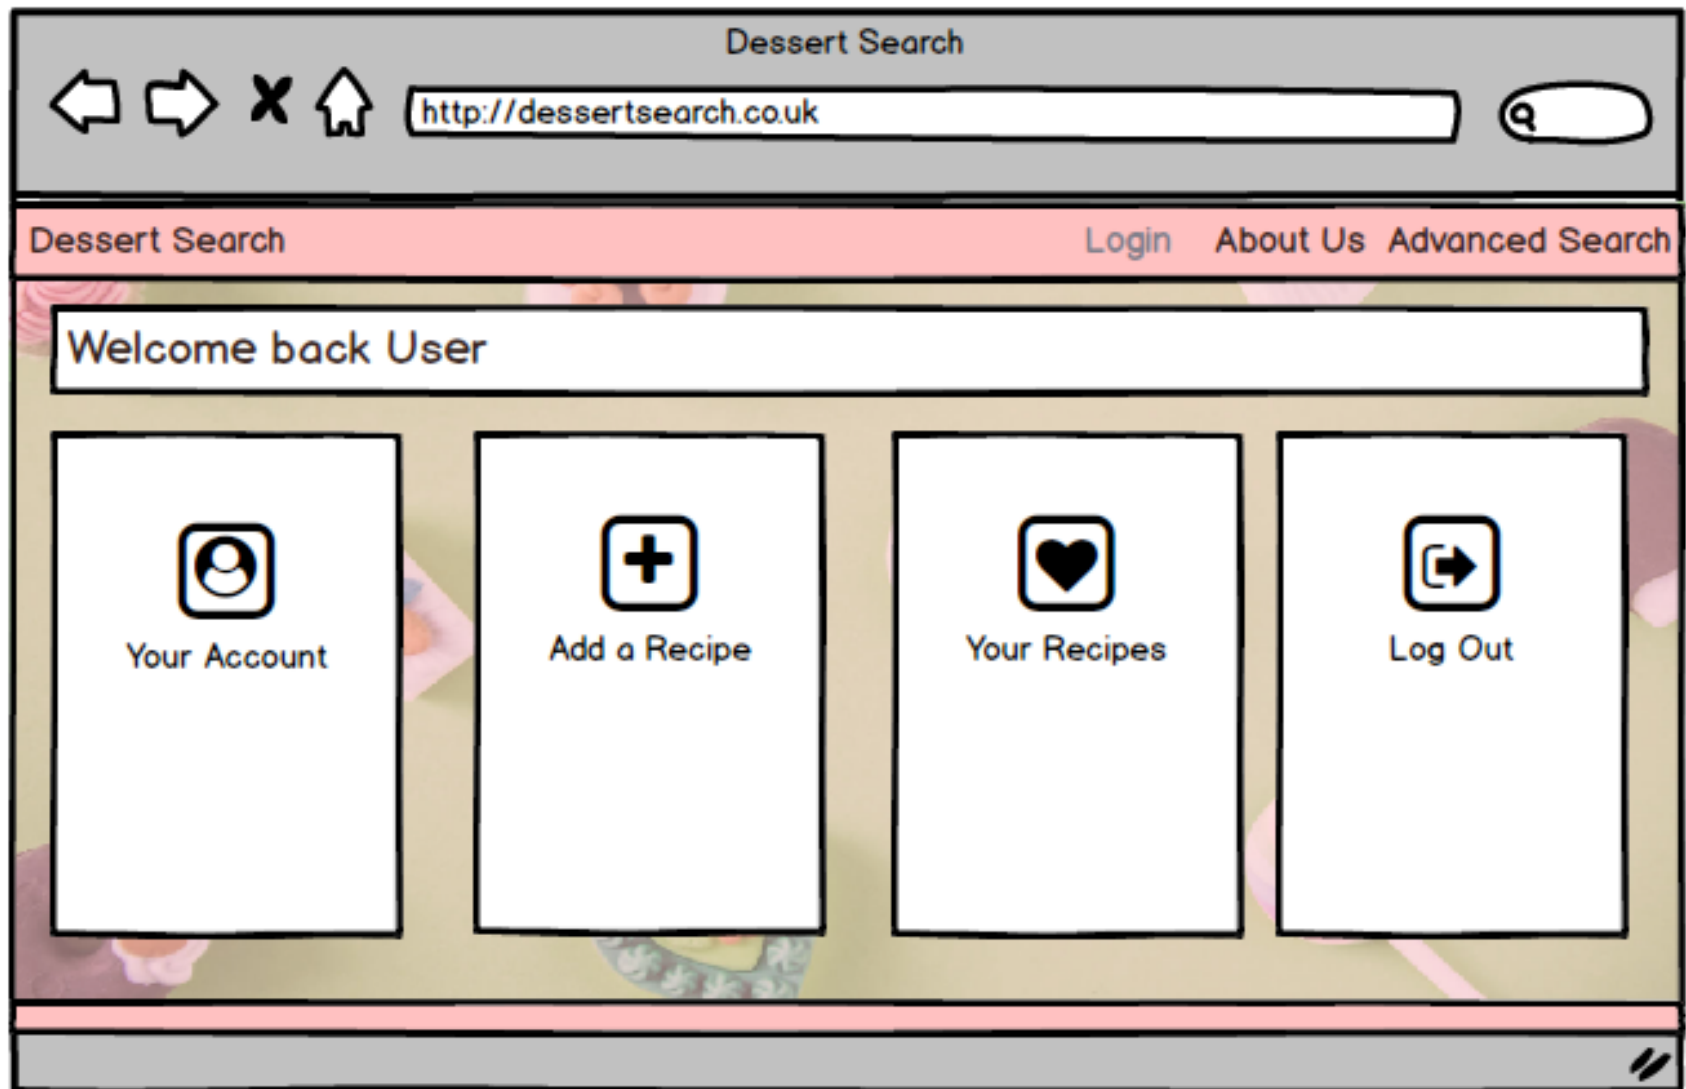 Dessert Search
http://dessertsearch.co.uk
Dessert Search Login About Us Advanced Search
Welcome back User
Your Account Add a Recipe Your Recipes Log Out